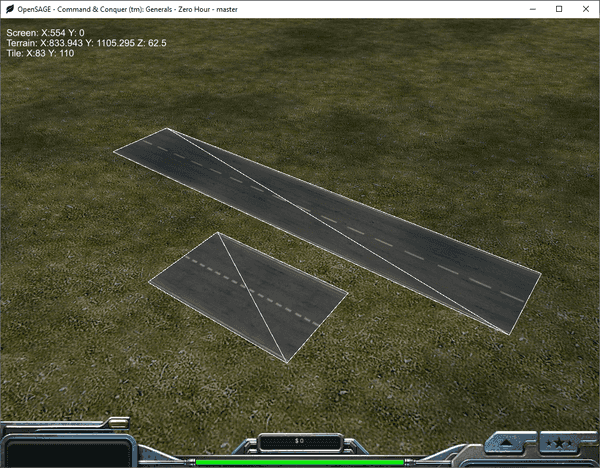 OpenSAGE - Command & Conquer (tm): Generals - Zero Hour - master
Screen: X:554 Y: 0
Terrain: X:833.943 Y: 1105.295 Z: 62.5
Tile: X:83 Y: 110
$ 0